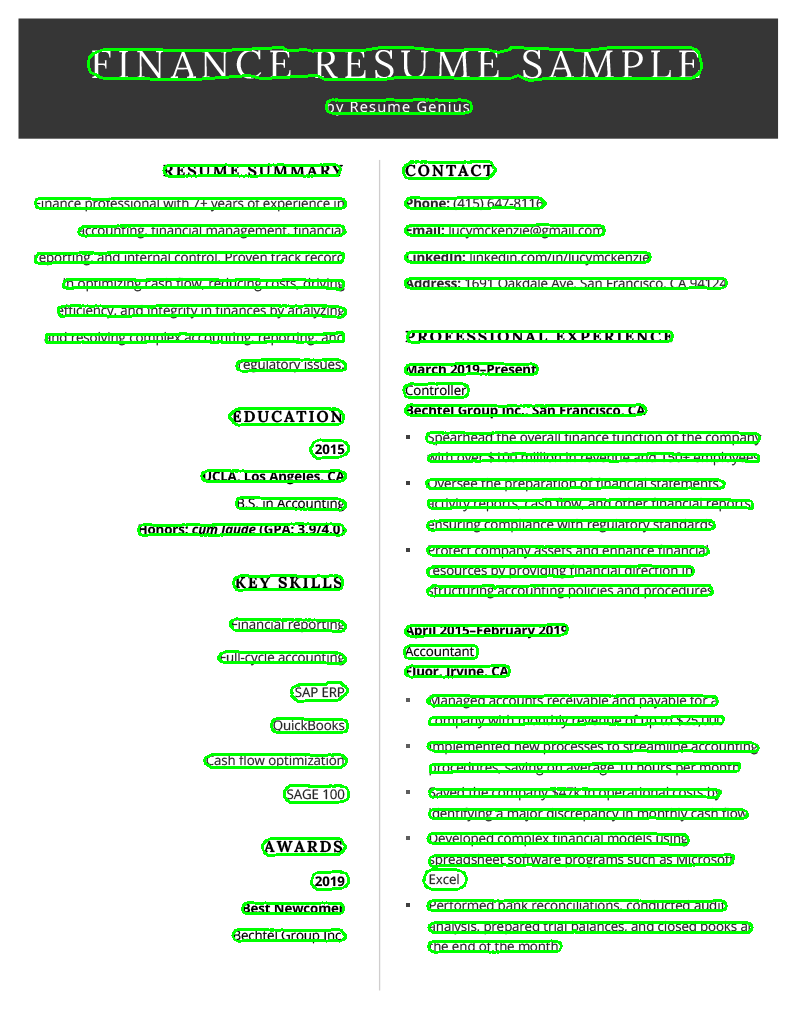 FINANCE RESUME SAMPLE
by Resume Genius
RESUME SUMMARY
Finance professional with 7+ years of experience in
accounting, financial management, financial
reporting, and internal control. Proven track record
in optimizing cash flow, reducing costs, driving
efficiency, and integrity in finances by analyzing
and resolving complex accounting, reporting, and
regulatory issues.
EDUCATION
2015
UCLA, Los Angeles, CA
B.S. in Accounting
Honors: cum laude (GPA: 3.9/4.0)
KEY SKILLS
Financial reporting
Full-cycle accounting
SAP ERP
QuickBooks
Cash flow optimization
SAGE 100
AWARDS
2019
Best Newcomer
Bechtel Group Inc.
CONTACT
Phone: (415) 647-8116
Email: lucymckenzie@gmail.com
LinkedIn: linkedin.com/in/lucymckenzie
Address: 1691 Oakdale Ave, San Francisco, CA 94124
PROFESSIONAL EXPERIENCE
March 2019–Present
Controller
Bechtel Group Inc., San Francisco, CA
▪ Spearhead the overall finance function of the company
with over $100 million in revenue and 150+ employees
▪ Oversee the preparation of financial statements,
activity reports, cash flow, and other financial reports,
ensuring compliance with regulatory standards
▪ Protect company assets and enhance financial
resources by providing financial direction in
structuring accounting policies and procedures
April 2015–February 2019
Accountant
Fluor, Irvine, CA
▪ Managed accounts receivable and payable for a
company with monthly revenue of up to $25,000
▪ Implemented new processes to streamline accounting
procedures, saving on average 10 hours per month
▪ Saved the company $47k in operational costs by
identifying a major discrepancy in monthly cash flow
▪ Developed complex financial models using
spreadsheet software programs such as Microsoft
Excel
▪ Performed bank reconciliations, conducted audit
analysis, prepared trial balances, and closed books at
the end of the month